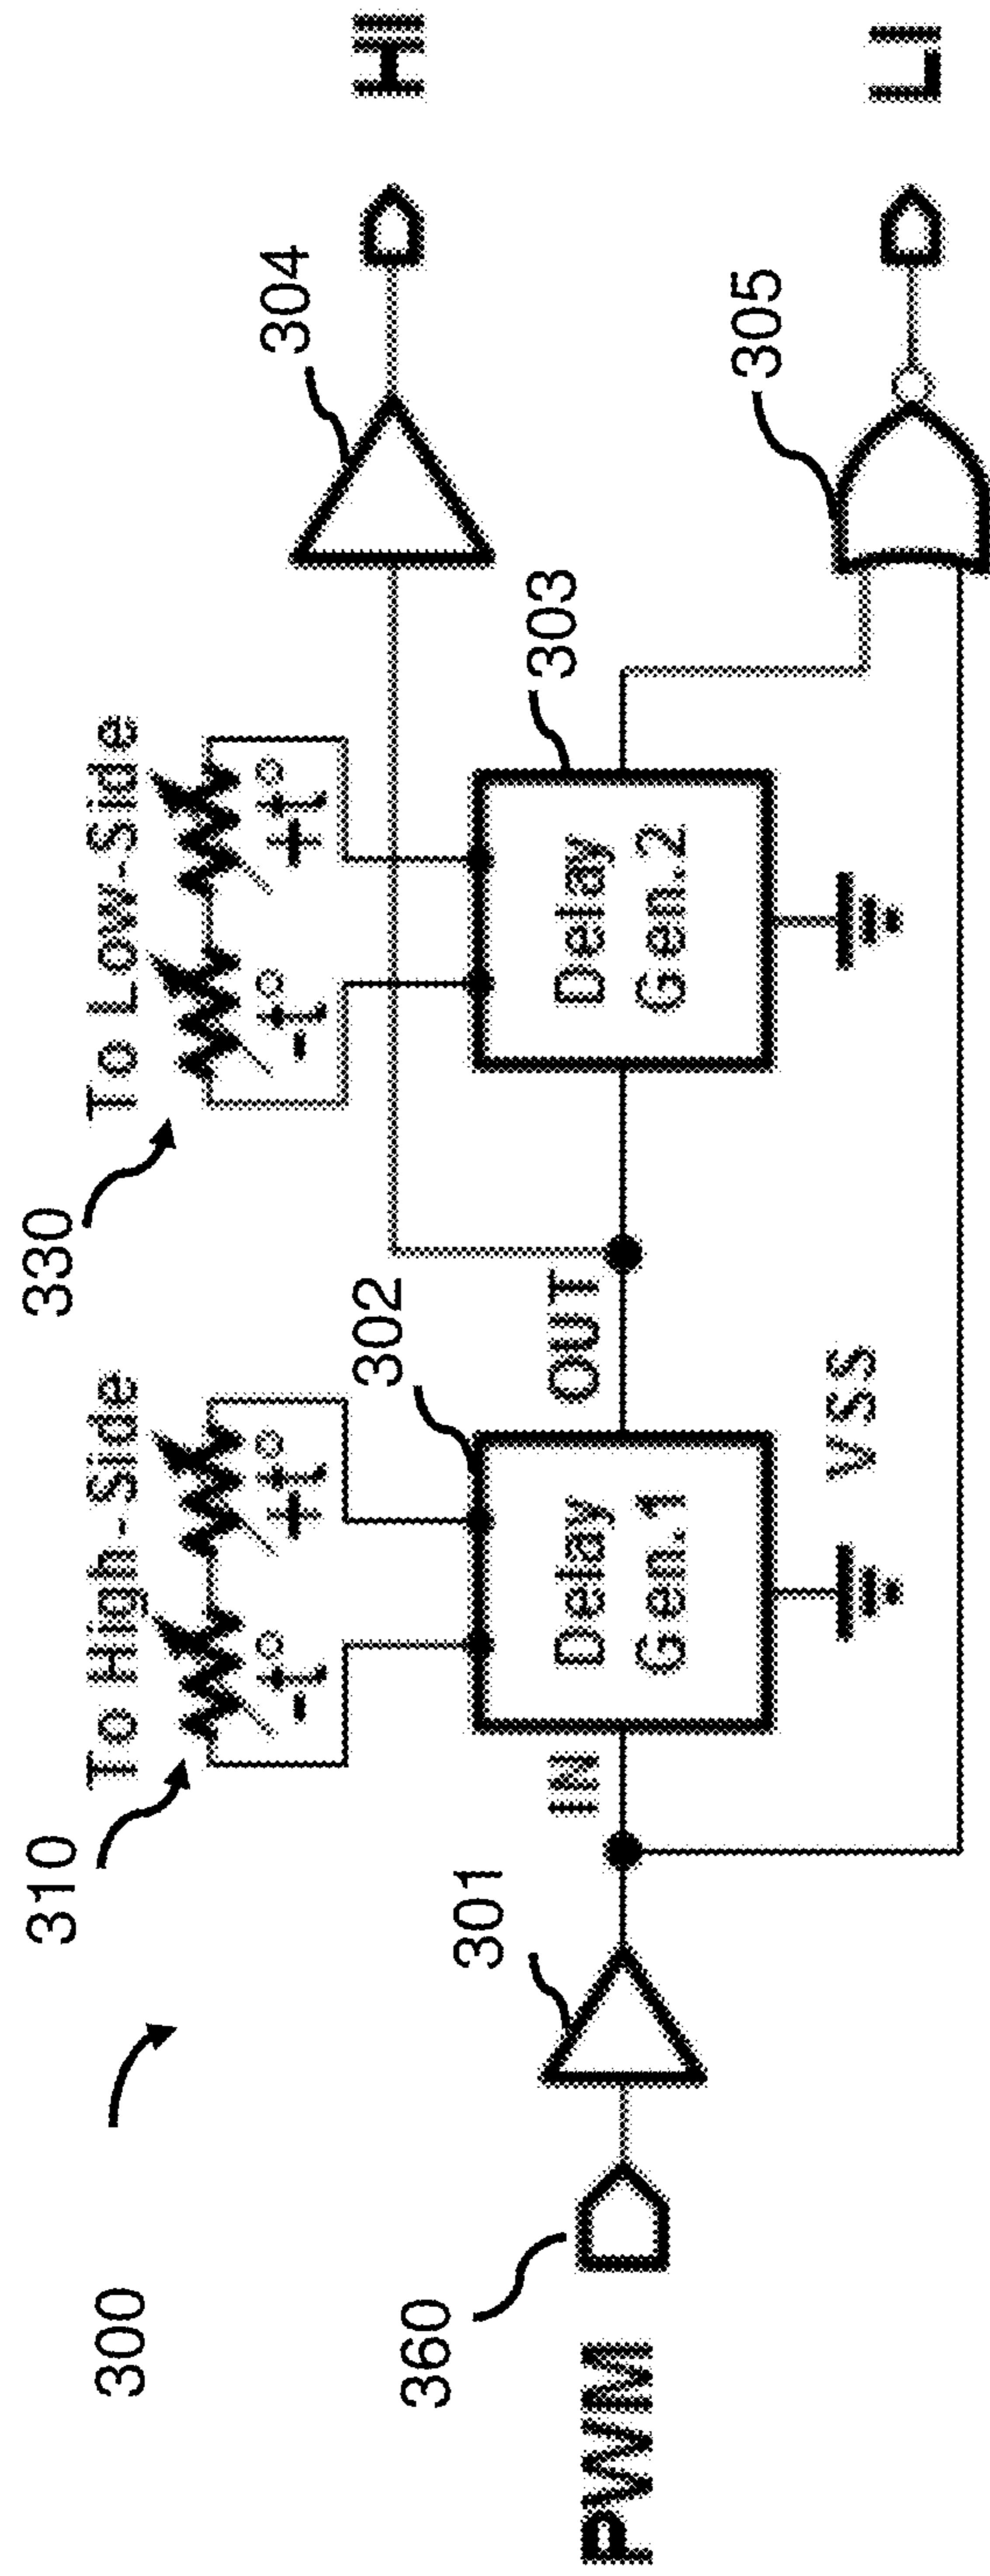 300
310
To High-Side
-t°
+t°
330
To Low-Side
-t°
+t°
304
HI
360
PWM
301
IN
302
Delay
Gen.1
OUT
303
Delay
Gen.2
VSS
305
LI